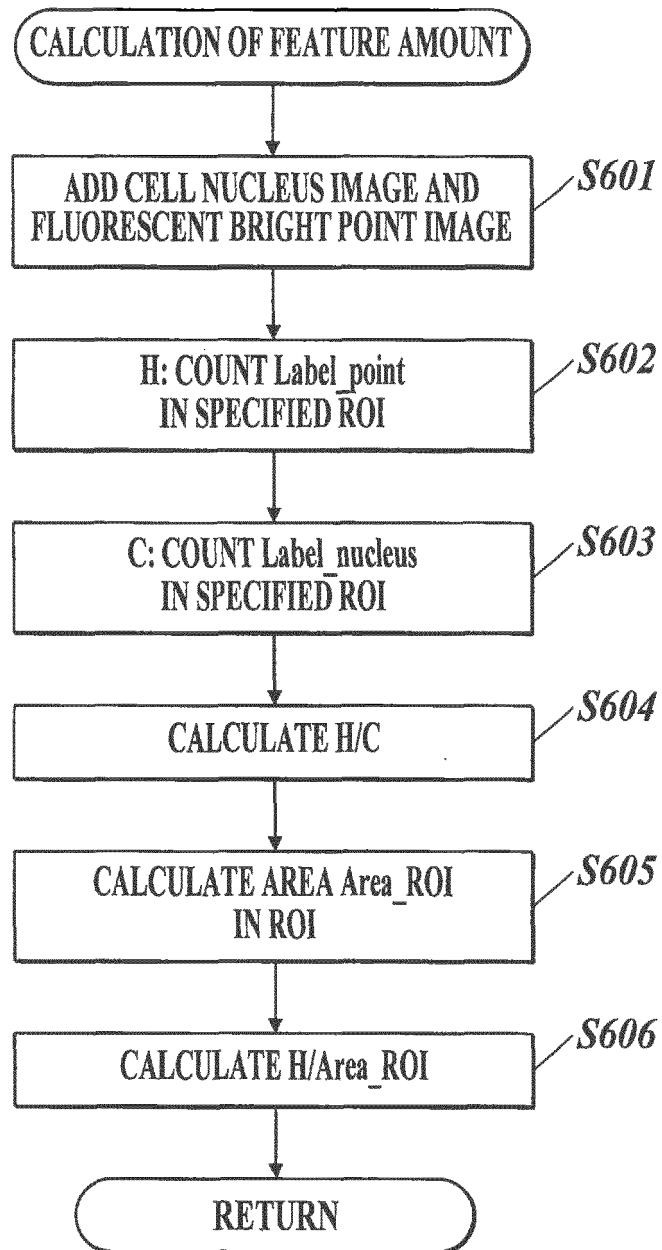 CALCULATION OF FEATURE AMOUNT
ADD CELL NUCLEUS IMAGE AND
FLUORESCENT BRIGHT POINT IMAGE
S601
H: COUNT Label_point
IN SPECIFIED ROI
S602
C: COUNT Label_nucleus
IN SPECIFIED ROI
S603
CALCULATE H/C
S604
CALCULATE AREA Area_ROI
IN ROI
S605
CALCULATE H/Area_ROI
S606
RETURN